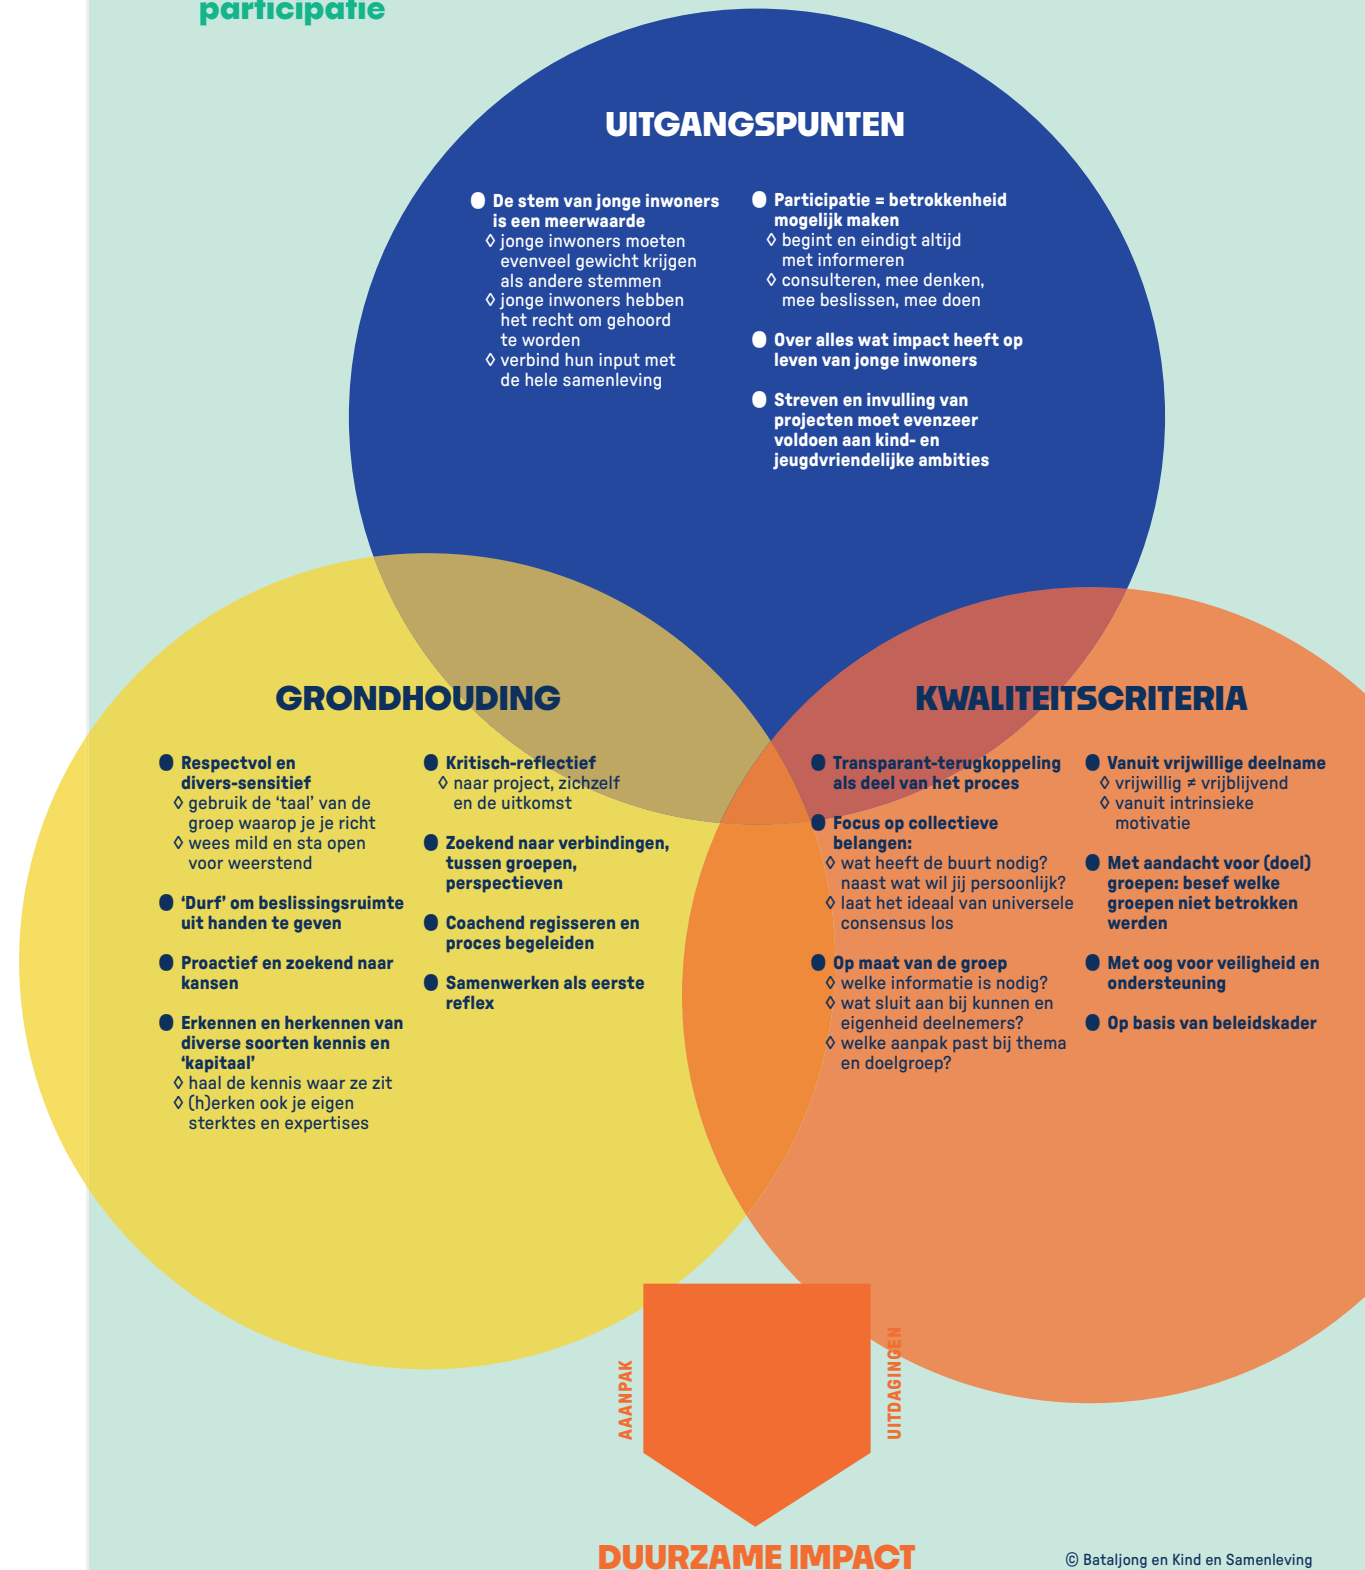 participatie
UITGANGSPUNTEN
De stem van jonge inwoners
is een meerwaarde
◊ jonge inwoners moeten
evenveel gewicht krijgen
als andere stemmen
◊ jonge inwoners hebben
het recht om gehoord
te worden
◊ verbind hun input met
de hele samenleving
Participatie = betrokkenheid
mogelijk maken
◊ begint en eindigt altijd
met informeren
◊ consulteren, mee denken,
mee beslissen, mee doen
Over alles wat impact heeft op
leven van jonge inwoners
Streven en invulling van
projecten moet evenzeer
voldoen aan kind- en
jeugdvriendelijke ambities
GRONDHOUDING
Respectvol en
divers-sensitief
◊ gebruik de ‘taal’ van de
groep waarop je je richt
◊ wees mild en sta open
voor weerstend
‘Durf’ om beslissingsruimte
uit handen te geven
Proactief en zoekend naar
kansen
Erkennen en herkennen van
diverse soorten kennis en
‘kapitaal’
◊ haal de kennis waar ze zit
◊ (h)erken ook je eigen
sterktes en expertises
Kritisch-reflectief
◊ naar project, zichzelf
en de uitkomst
Zoekend naar verbindingen,
tussen groepen,
perspectieven
Coachend regisseren en
proces begeleiden
Samenwerken als eerste
reflex
KWALITEITSCRITERIA
Transparant-terugkoppeling
als deel van het proces
Focus op collectieve
belangen:
◊ wat heeft de buurt nodig?
naast wat wil jij persoonlijk?
◊ laat het ideaal van universele
consensus los
Op maat van de groep
◊ welke informatie is nodig?
◊ wat sluit aan bij kunnen en
eigenheid deelnemers?
◊ welke aanpak past bij thema
en doelgroep?
Vanuit vrijwillige deelname
◊ vrijwillig ≠ vrijblijvend
◊ vanuit intrinsieke
motivatie
Met aandacht voor (doel)
groepen: besef welke
groepen niet betrokken
werden
Met oog voor veiligheid en
ondersteuning
Op basis van beleidskader
AAANPAK
UITDAGINGEN
DUURZAME IMPACT
© Bataljong en Kind en Samenleving